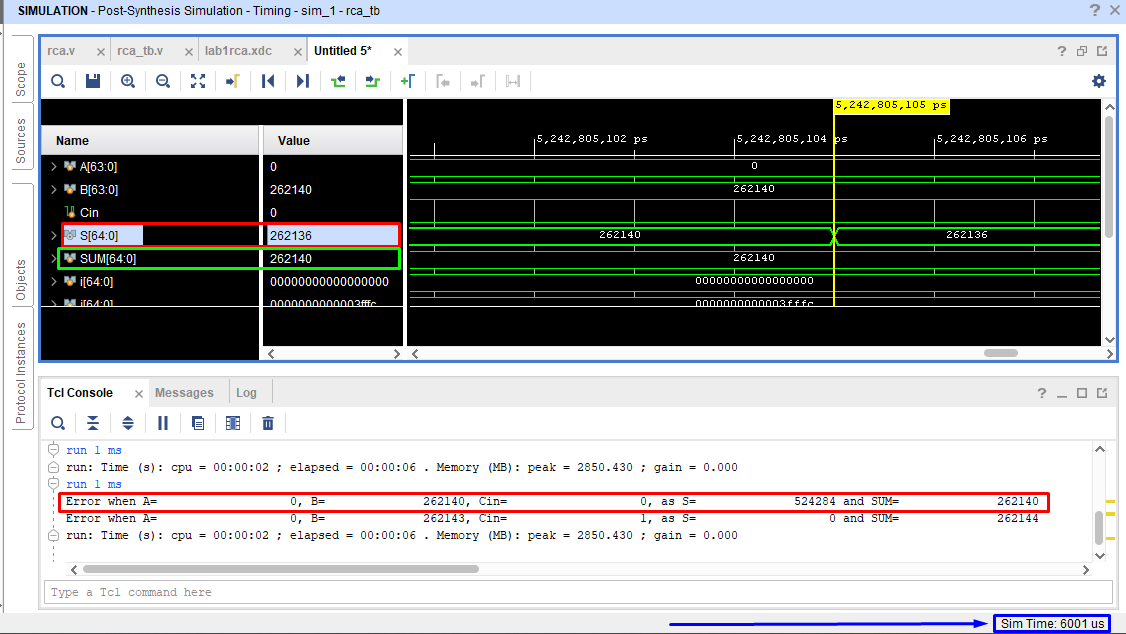 SIMULATION - Post-Synthesis Simulation - Timing - sim_1 - rca_tb
rca.v
rca_tb.v
lab1rca.xdc
Untitled 5*
Scope
Sources
Objects
Protocol Instances
5,242,805,105 ps
5,242,805,102 ps
5,242,805,104 ps
5,242,805,106 ps
Name Value
A[63:0] 0 0
B[63:0] 262140 262140
Cin 0
S[64:0] 262136 262140 262136
SUM[64:0] 262140 262140
i[64:0] 00000000000000000 00000000000000000
j[64:0] 0000000000003fffc 0000000000003fffc
Tcl Console
Messages
Log
run 1 ms
run: Time (s): cpu = 00:00:02 ; elapsed = 00:00:06 . Memory (MB): peak = 2850.430 ; gain = 0.000
run 1 ms
Error when A= 0, B= 262140, Cin= 0, as S= 524284 and SUM= 262140
Error when A= 0, B= 262143, Cin= 1, as S= 0 and SUM= 262144
run: Time (s): cpu = 00:00:02 ; elapsed = 00:00:06 . Memory (MB): peak = 2850.430 ; gain = 0.000
Type a Tcl command here
Sim Time: 6001 us